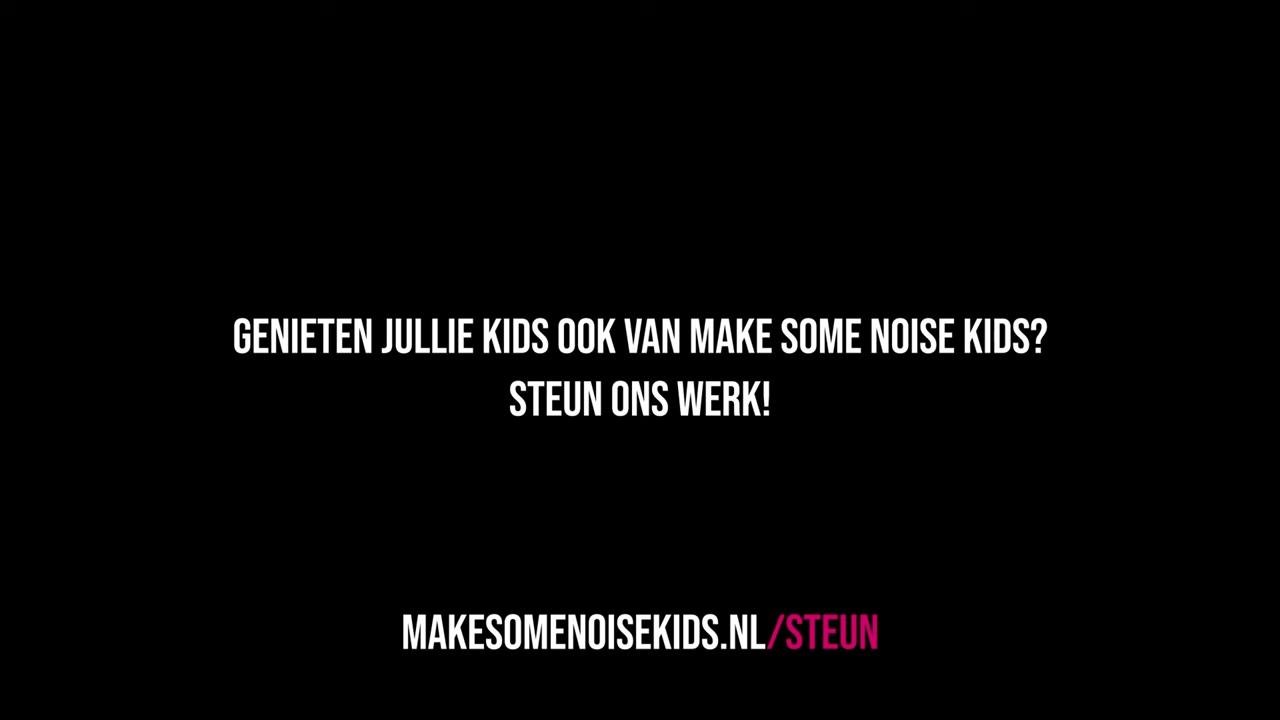 GENIETEN JULLIE KIDS OOK VAN MAKE SOME NOISE KIDS?
STEUN ONS WERK!
MAKESOMENOISEKIDS.NL/STEUN